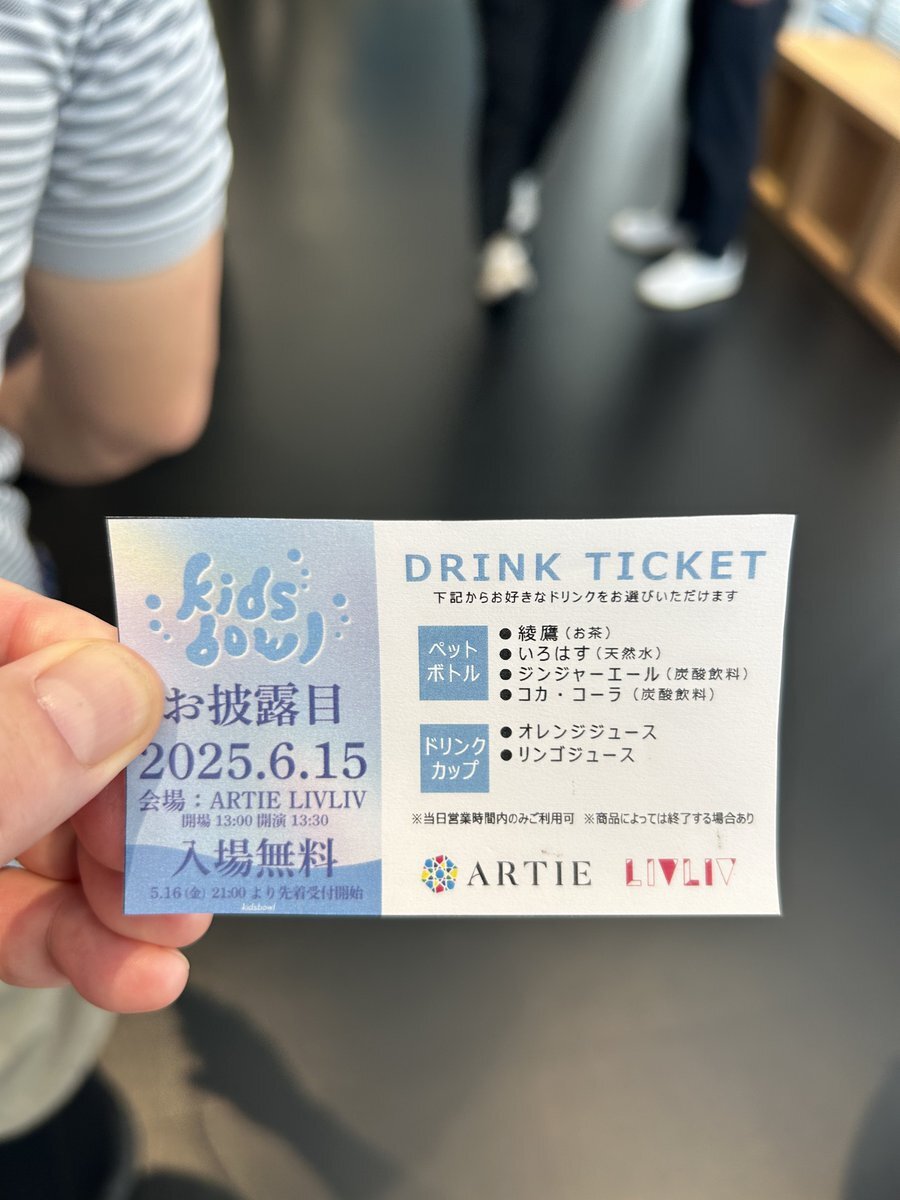 kids
bowl
お披露目
2025.6.15
会場：ARTIE LIVLIV
開場 13:00 開演 13:30
入場無料
5.16(金) 21:00 より先着受付開始
kidsbowl
DRINK TICKET
下記からお好きなドリンクをお選びいただけます
ペット
ボトル
●綾鷹（お茶）
●いろはす（天然水）
●ジンジャーエール（炭酸飲料）
●コカ・コーラ（炭酸飲料）
ドリンク
カップ
●オレンジジュース
●リンゴジュース
※当日営業時間内のみご利用可 ※商品によっては終了する場合あり
ARTIE LIVLIV